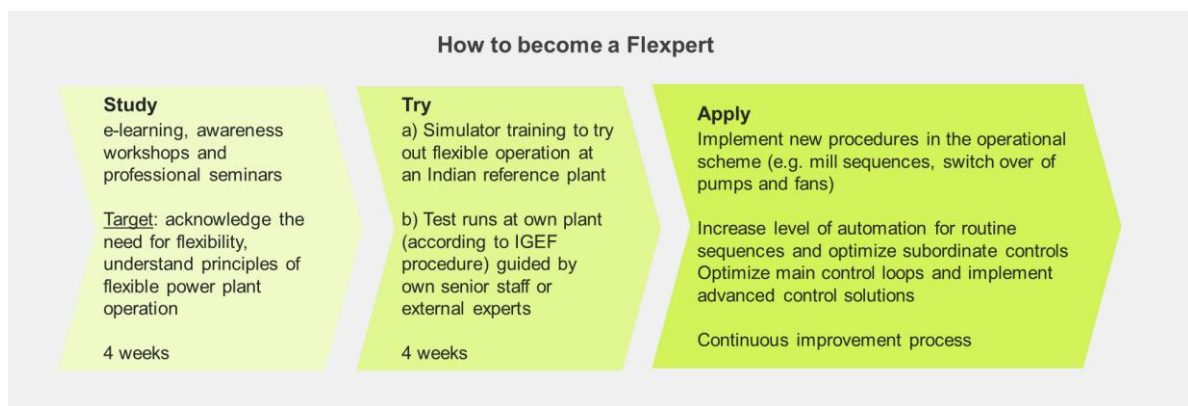 How to become a Flexpert
Study
e-learning, awareness
workshops and
professional seminars
Target: acknowledge the
need for flexibility,
understand principles of
flexible power plant
operation
4 weeks
Try
a) Simulator training to try
out flexible operation at
an Indian reference plant
b) Test runs at own plant
(according to IGEF
procedure) guided by
own senior staff or
external experts
4 weeks
Apply
Implement new procedures in the operational
scheme (e.g. mill sequences, switch over of
pumps and fans)
Increase level of automation for routine
sequences and optimize subordinate controls
Optimize main control loops and implement
advanced control solutions
Continuous improvement process